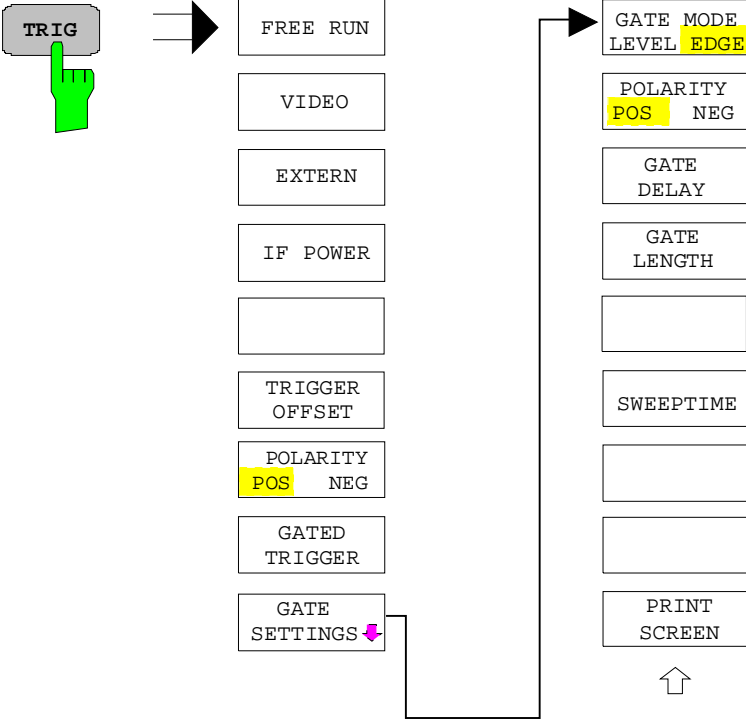 TRIG
FREE RUN
VIDEO
EXTERN
IF POWER
TRIGGER
OFFSET
POLARITY
POS NEG
GATED
TRIGGER
GATE
SETTINGS
GATE MODE
LEVEL EDGE
POLARITY
POS NEG
GATE
DELAY
GATE
LENGTH
SWEEPTIME
PRINT
SCREEN